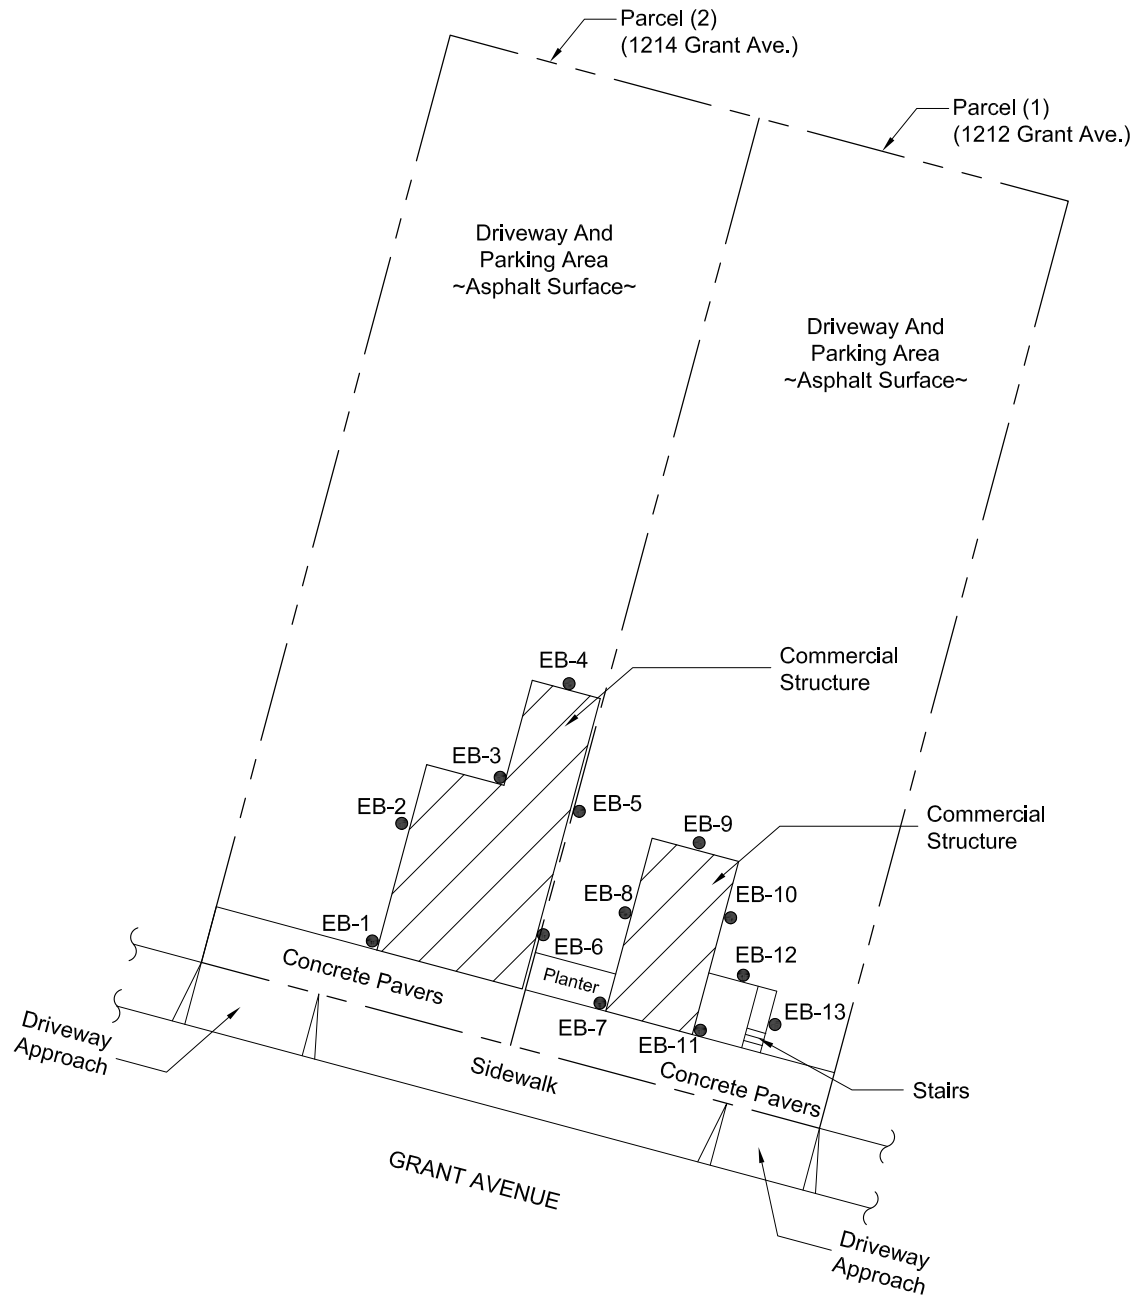 Parcel (2)
(1214 Grant Ave.)
Parcel (1)
(1212 Grant Ave.)
Driveway And
Parking Area
~Asphalt Surface~
Driveway And
Parking Area
~Asphalt Surface~
EB-4
Commercial
Structure
EB-3
EB-2
EB-5
Commercial
Structure
EB-9
EB-8
EB-10
EB-1
EB-6
EB-12
Concrete Pavers
Planter
EB-7
EB-11
EB-13
Driveway
Approach
Sidewalk
Concrete Pavers
Stairs
GRANT AVENUE
Driveway
Approach